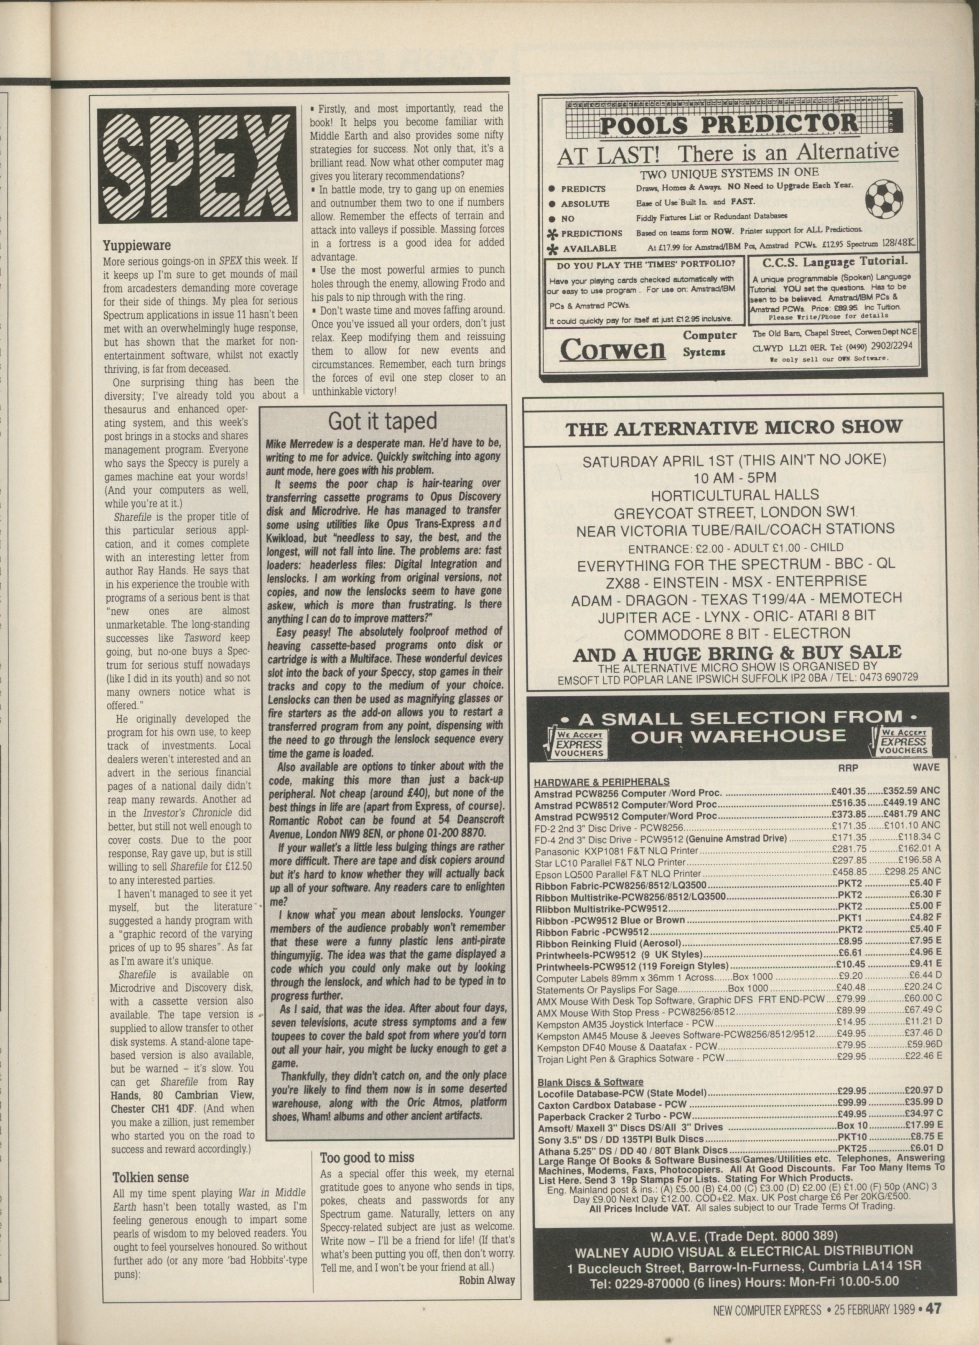 SPEX
Yuppieware
More serious goings-on in SPEX this week. If
it keeps up I'm sure to get mounds of mail
from arcadesters demanding more coverage
for their side of things. My plea for serious
Spectrum applications in issue 11 hasn't been
met with an overwhelmingly huge response,
but has shown that the market for non-
entertainment software, whilst not exactly
thriving, is far from deceased.
One surprising thing has been the
diversity; I've already told you about a
thesaurus and enhanced oper-
ating system, and this week's
post brings in a stocks and shares
management program. Everyone
who says the Speccy is purely a
games machine eat your words!
(And your computers as well,
while you're at it.)
Sharefile is the proper title of
this particular serious appl-
cation, and it comes complete
with an interesting letter from
author Ray Hands. He says that
in his experience the trouble with
programs of a serious bent is that
"new ones are almost
unmarketable. The long-standing
successes like Tasword keep
going, but no-one buys a Spec-
trum for serious stuff nowadays
(like I did in its youth) and so not
many owners notice what is
offered."
He originally developed the
program for his own use, to keep
track of investments. Local
dealers weren't interested and an
advert in the serious financial
pages of a national daily didn't
reap many rewards. Another ad
in the Investor's Chronicle did
better, but still not well enough to
cover costs. Due to the poor
response, Ray gave up, but is still
willing to sell Sharefile for £12.50
to any interested parties.
I haven't managed to see it yet
myself, but the literature
suggested a handy program with
a "graphic record of the varying
prices of up to 95 shares". As far
as I'm aware it's unique.
Sharefile is available on
Microdrive and Discovery disk,
with a cassette version also
available. The tape version is
supplied to allow transfer to other
disk systems. A stand-alone tape-
based version is also available,
but be warned – it's slow. You
can get Sharefile from Ray
Hands, 80 Cambrian View,
Chester CH1 4DF. (And when
you make a zillion, just remember
who started you on the road to
success and reward accordingly.)
Tolkien sense
All my time spent playing War in Middle
Earth hasn't been totally wasted, as I'm
feeling generous enough to impart some
pearls of wisdom to my beloved readers. You
ought to feel yourselves honoured. So without
further ado (or any more 'bad Hobbits'-type
puns):
▪ Firstly, and most importantly, read the
book! It helps you become familiar with
Middle Earth and also provides some nifty
strategies for success. Not only that, it's a
brilliant read. Now what other computer mag
gives you literary recommendations?
▪ In battle mode, try to gang up on enemies
and outnumber them two to one if numbers
allow. Remember the effects of terrain and
attack into valleys if possible. Massing forces
in a fortress is a good idea for added
advantage.
▪ Use the most powerful armies to punch
holes through the enemy, allowing Frodo and
his pals to nip through with the ring.
▪ Don't waste time and moves faffing around.
Once you've issued all your orders, don't just
relax. Keep modifying them and reissuing
them to allow for new events and
circumstances. Remember, each turn brings
the forces of evil one step closer to an
unthinkable victory!
Got it taped
Mike Merredew is a desperate man. He'd have to be,
writing to me for advice. Quickly switching into agony
aunt mode, here goes with his problem.
It seems the poor chap is hair-tearing over
transferring cassette programs to Opus Discovery
disk and Microdrive. He has managed to transfer
some using utilities like Opus Trans-Express and
Kwikload, but "needless to say, the best, and the
longest, will not fall into line. The problems are: fast
loaders: headerless files: Digital Integration and
lenslocks. I am working from original versions, not
copies, and now the lenslocks seem to have gone
askew, which is more than frustrating. Is there
anything I can do to improve matters?"
Easy peasy! The absolutely foolproof method of
heaving cassette-based programs onto disk or
cartridge is with a Multiface. These wonderful devices
slot into the back of your Speccy, stop games in their
tracks and copy to the medium of your choice.
Lenslocks can then be used as magnifying glasses or
fire starters as the add-on allows you to restart a
transferred program from any point, dispensing with
the need to go through the lenslock sequence every
time the game is loaded.
Also available are options to tinker about with the
code, making this more than just a back-up
peripheral. Not cheap (around £40), but none of the
best things in life are (apart from Express, of course).
Romantic Robot can be found at 54 Deanscroft
Avenue, London NW9 8EN, or phone 01-200 8870.
If your wallet's a little less bulging things are rather
more difficult. There are tape and disk copiers around
but it's hard to know whether they will actually back
up all of your software. Any readers care to enlighten
me?
I know what you mean about lenslocks. Younger
members of the audience probably won't remember
that these were a funny plastic lens anti-pirate
thingumyjig. The idea was that the game displayed a
code which you could only make out by looking
through the lenslock, and which had to be typed in to
progress further.
As I said, that was the idea. After about four days,
seven televisions, acute stress symptoms and a few
toupees to cover the bald spot from where you'd torn
out all your hair, you might be lucky enough to get a
game.
Thankfully, they didn't catch on, and the only place
you're likely to find them now is in some deserted
warehouse, along with the Oric Atmos, platform
shoes, Wham! albums and other ancient artifacts.
Too good to miss
As a special offer this week, my eternal
gratitude goes to anyone who sends in tips,
pokes, cheats and passwords for any
Spectrum game. Naturally, letters on any
Speccy-related subject are just as welcome.
Write now – I'll be a friend for life! (If that's
what's been putting you off, then don't worry.
Tell me, and I won't be your friend at all.)
Robin Alway
POOLS PREDICTOR
AT LAST! There is an Alternative
TWO UNIQUE SYSTEMS IN ONE
● PREDICTS Draws, Homes & Aways. NO Need to Upgrade Each Year.
● ABSOLUTE Ease of Use Built In. and FAST.
● NO Fiddly Fixtures List or Redundant Databases
✻ PREDICTIONS Based on teams form NOW. Printer support for ALL Predictions.
✻ AVAILABLE At £17.99 for Amstrad/IBM Pcs, Amstrad PCWs. £12.95 Spectrum 128/48K
DO YOU PLAY THE 'TIMES' PORTFOLIO?
Have your playing cards checked automatically with
our easy to use program . For use on: Amstrad/IBM
PCs & Amstrad PCWs.
It could quickly pay for itself at just £12.95 inclusive.
C.C.S. Language Tutorial.
A unique programmable (Spoken) Language
Tutorial. YOU set the questions. Has to be
seen to be believed. Amstrad/IBM PCs &
Amstrad PCWs. Price: £89.95 Inc Tuition.
Please Write/Phone for details
Corwen Computer Systems
The Old Barn, Chapel Street, Corwen Dept NCE
CLWYD LL21 0ER. Tel: (0490) 2902/2294
We only sell our OWN Software.
THE ALTERNATIVE MICRO SHOW
SATURDAY APRIL 1ST (THIS AIN'T NO JOKE)
10 AM - 5PM
HORTICULTURAL HALLS
GREYCOAT STREET, LONDON SW1
NEAR VICTORIA TUBE/RAIL/COACH STATIONS
ENTRANCE: £2.00 - ADULT £1.00 - CHILD
EVERYTHING FOR THE SPECTRUM - BBC - QL
ZX88 - EINSTEIN - MSX - ENTERPRISE
ADAM - DRAGON - TEXAS T199/4A - MEMOTECH
JUPITER ACE - LYNX - ORIC- ATARI 8 BIT
COMMODORE 8 BIT - ELECTRON
AND A HUGE BRING & BUY SALE
THE ALTERNATIVE MICRO SHOW IS ORGANISED BY
EMSOFT LTD POPLAR LANE IPSWICH SUFFOLK IP2 0BA / TEL: 0473 690729
• A SMALL SELECTION FROM •
OUR WAREHOUSE
WE ACCEPT
EXPRESS
VOUCHERS
WE ACCEPT
EXPRESS
VOUCHERS
RRP WAVE
HARDWARE & PERIPHERALS
Amstrad PCW8256 Computer /Word Proc. £401.35 £352.59 ANC
Amstrad PCW8512 Computer/Word Proc £516.35 £449.19 ANC
Amstrad PCW9512 Computer/Word Proc £373.85 £481.79 ANC
FD-2 2nd 3" Disc Drive - PCW8256 £171.35 £101.10 ANC
FD-4 2nd 3" Disc Drive - PCW9512 (Genuine Amstrad Drive) £171.35 £118.34 C
Panasonic KXP1081 F&T NLQ Printer £281.75 £162.01 A
Star LC10 Parallel F&T NLQ Printer £297.85 £196.58 A
Epson LQ500 Parallel F&T NLQ Printer £458.85 £298.25 ANC
Ribbon Fabric-PCW8256/8512/LQ3500 PKT2 £5.40 F
Ribbon Multistrike-PCW8256/8512/LQ3500 PKT2 £6.30 F
Ribbon Multistrike-PCW9512 PKT2 £5.00 F
Ribbon -PCW9512 Blue or Brown PKT1 £4.82 F
Ribbon Fabric -PCW9512 PKT2 £5.40 F
Ribbon Reinking Fluid (Aerosol) £8.95 £7.95 E
Printwheels-PCW9512 (9 UK Styles) £6.61 £4.96 E
Printwheels-PCW9512 (119 Foreign Styles) £10.45 £9.41 E
Computer Labels 89mm x 36mm 1 Across Box 1000 £9.20 £6.44 D
Statements Or Payslips For Sage Box 1000 £40.48 £20.24 C
AMX Mouse With Desk Top Software, Graphic DFS FRT END-PCW £79.99 £60.00 C
AMX Mouse With Stop Press - PCW8256/8512 £89.99 £67.49 C
Kempston AM35 Joystick Interface - PCW £14.95 £11.21 D
Kempston AM45 Mouse & Jeeves Software-PCW8256/8512/9512 £49.95 £37.46 D
Kempston DF40 Mouse & Daatafax - PCW £79.95 £59.96D
Trojan Light Pen & Graphics Sotware - PCW £29.95 £22.46 E
Blank Discs & Software
Locofile Database-PCW (State Model) £29.95 £20.97 D
Caxton Cardbox Database - PCW £99.99 £35.99 D
Paperback Cracker 2 Turbo - PCW £49.95 £34.97 C
Amsoft/ Maxell 3" Discs DS/All 3" Drives Box 10 £17.99 E
Sony 3.5" DS / DD 135TPI Bulk Discs PKT10 £8.75 E
Athana 5.25" DS / DD 40 / 80T Blank Discs PKT25 £6.01 D
Large Range Of Books & Software Business/Games/Utilities etc. Telephones, Answering
Machines, Modems, Faxs, Photocopiers. All At Good Discounts. Far Too Many Items To
List Here. Send 3 19p Stamps For Lists. Stating For Which Products.
Eng. Mainland post & ins.: (A) £5.00 (B) £4.00 (C) £3.00 (D) £2.00 (E) £1.00 (F) 50p (ANC) 3
Day £9.00 Next Day £12.00. COD+£2. Max. UK Post charge £6 Per 20KG/£500.
All Prices Include VAT. All sales subject to our Trade Terms Of Trading.
W.A.V.E. (Trade Dept. 8000 389)
WALNEY AUDIO VISUAL & ELECTRICAL DISTRIBUTION
1 Buccleuch Street, Barrow-In-Furness, Cumbria LA14 1SR
Tel: 0229-870000 (6 lines) Hours: Mon-Fri 10.00-5.00
NEW COMPUTER EXPRESS • 25 FEBRUARY 1989 • 47